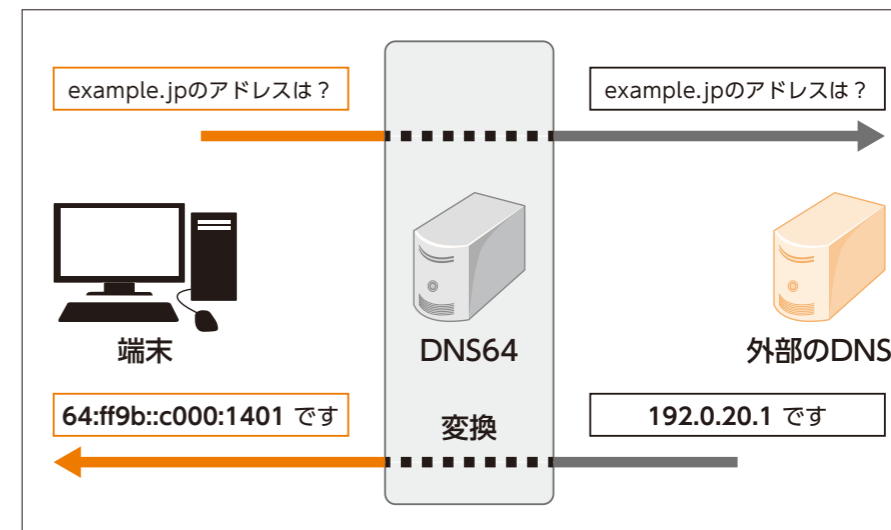 example.jpのアドレスは？
example.jpのアドレスは？
端末
DNS64
外部のDNS
64:ff9b::c000:1401 です
変換
192.0.20.1 です